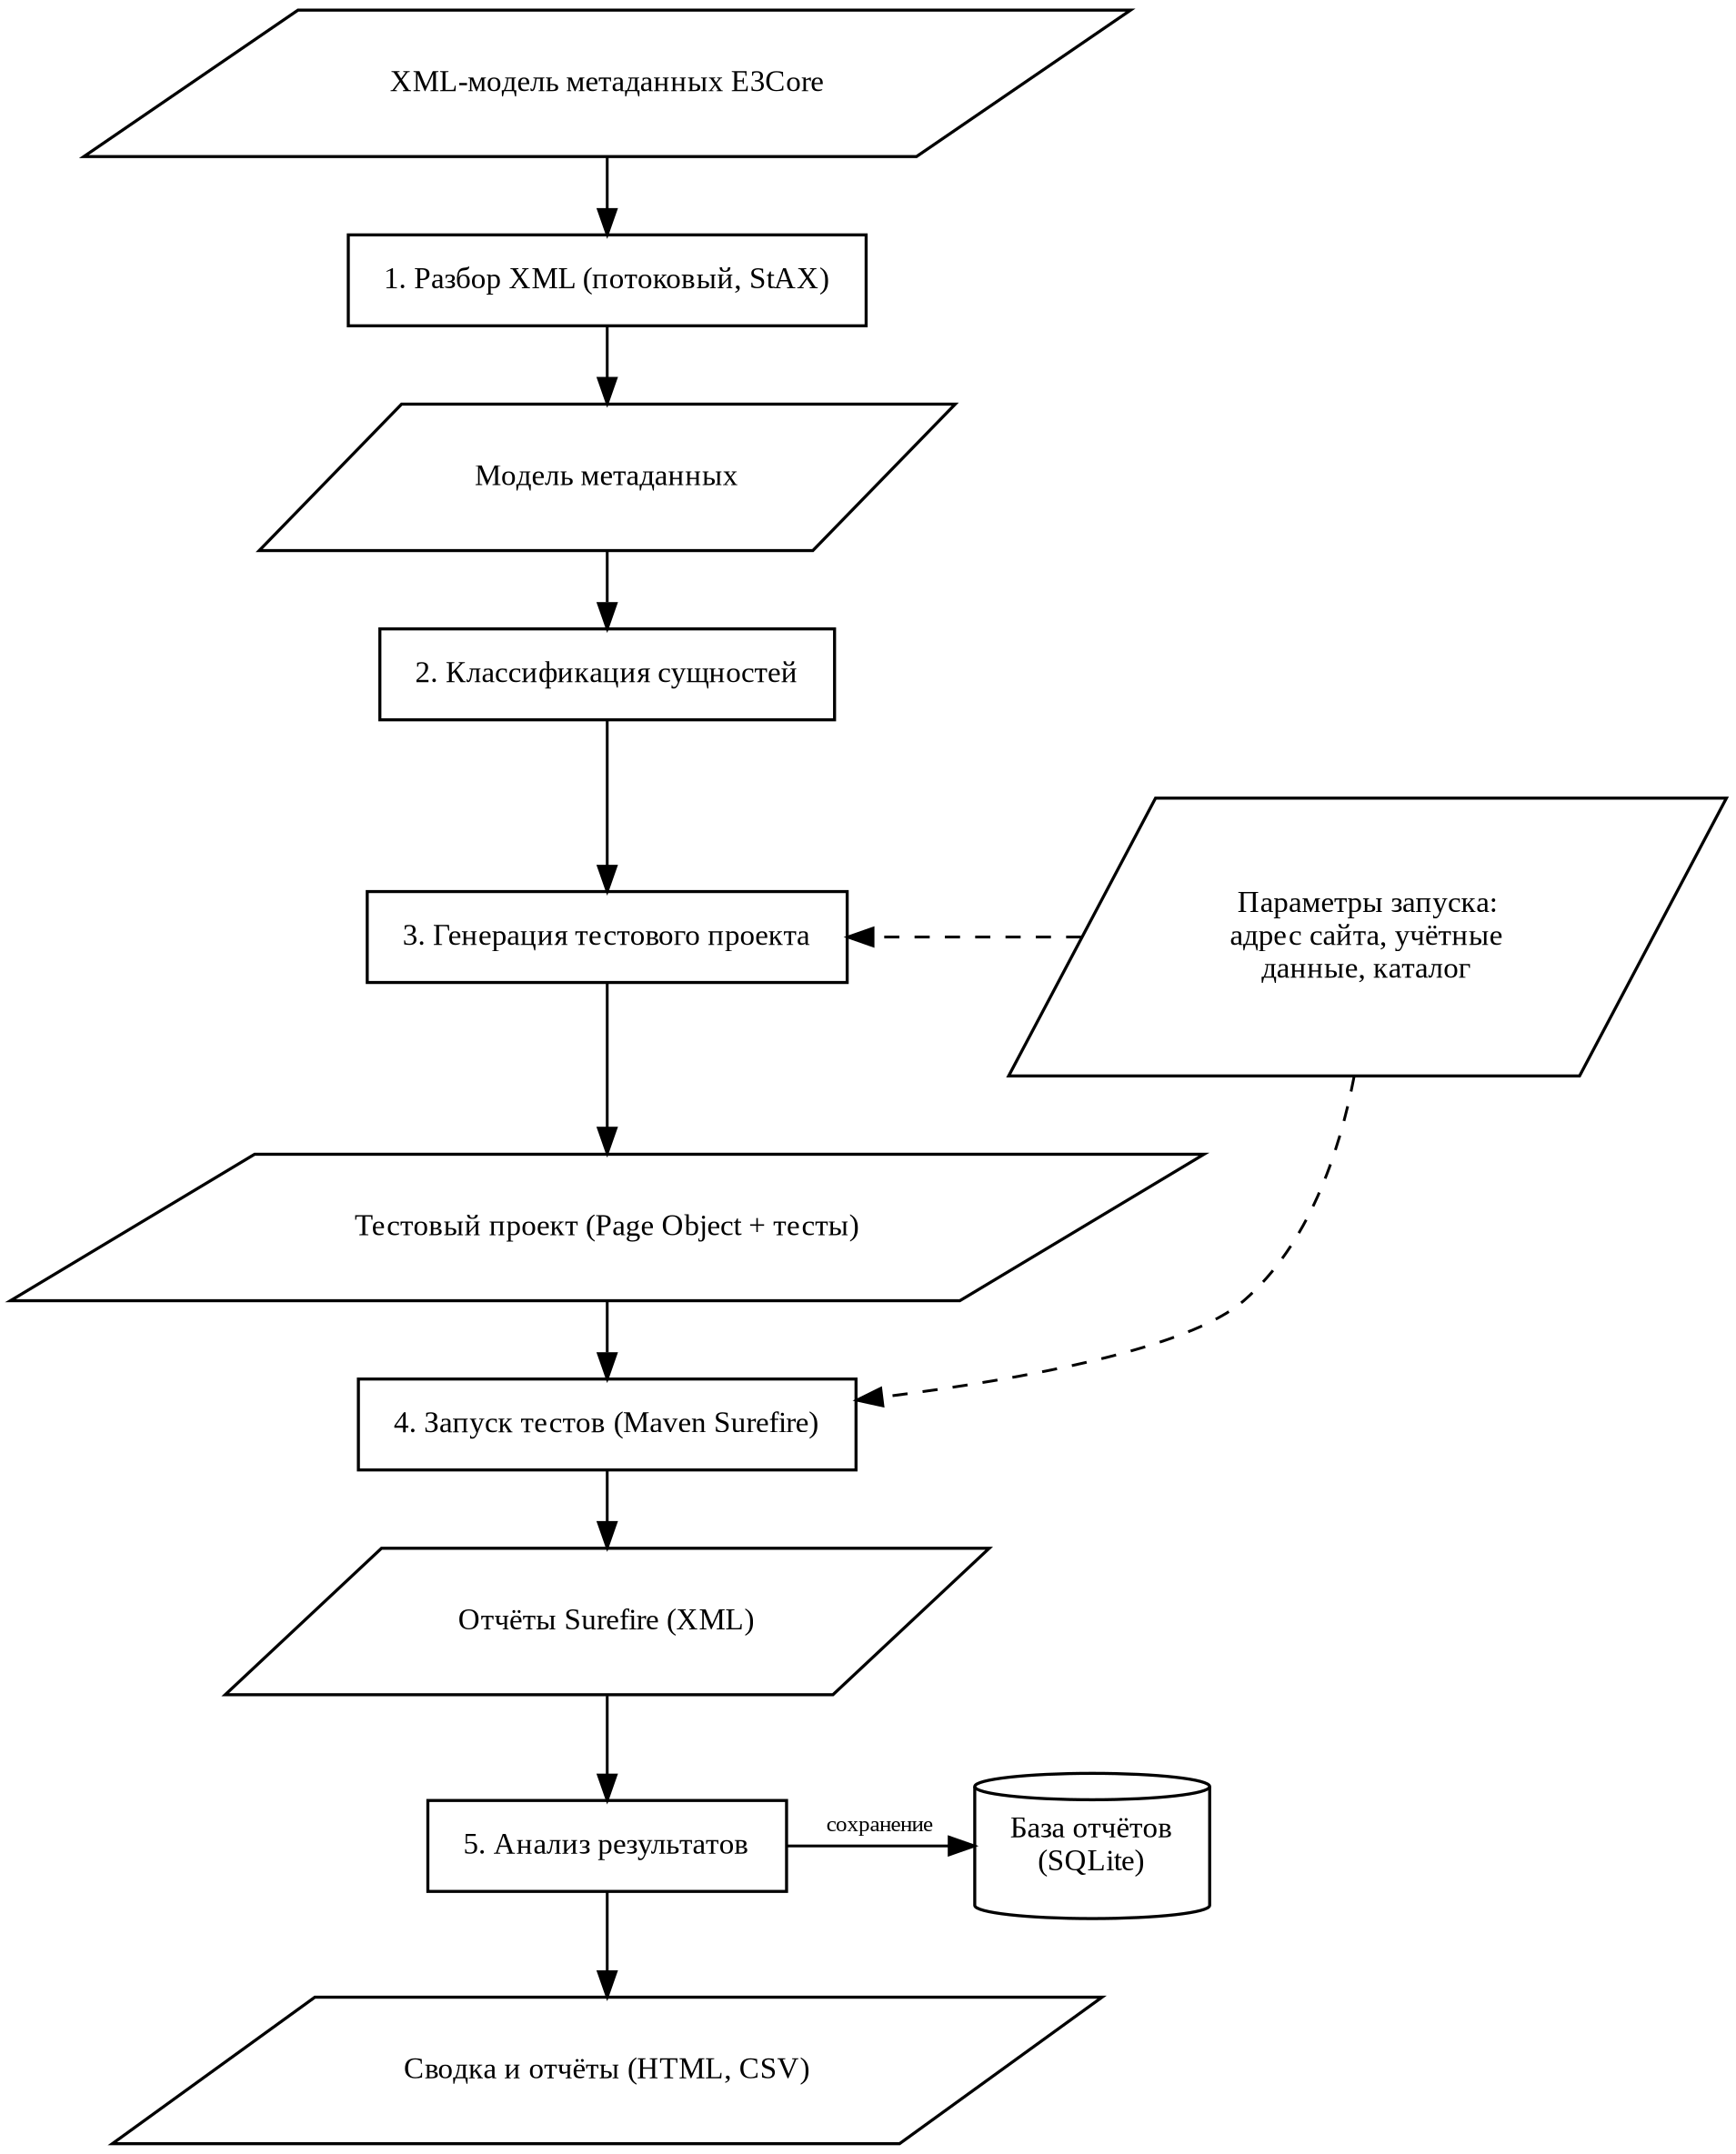 XML-модель метаданных E3Core
1. Разбор XML (потоковый, StAX)
Модель метаданных
2. Классификация сущностей
3. Генерация тестового проекта
Параметры запуска:
адрес сайта, учётные
данные, каталог
Тестовый проект (Page Object + тесты)
4. Запуск тестов (Maven Surefire)
Отчёты Surefire (XML)
5. Анализ результатов
сохранение
База отчётов
(SQLite)
Сводка и отчёты (HTML, CSV)